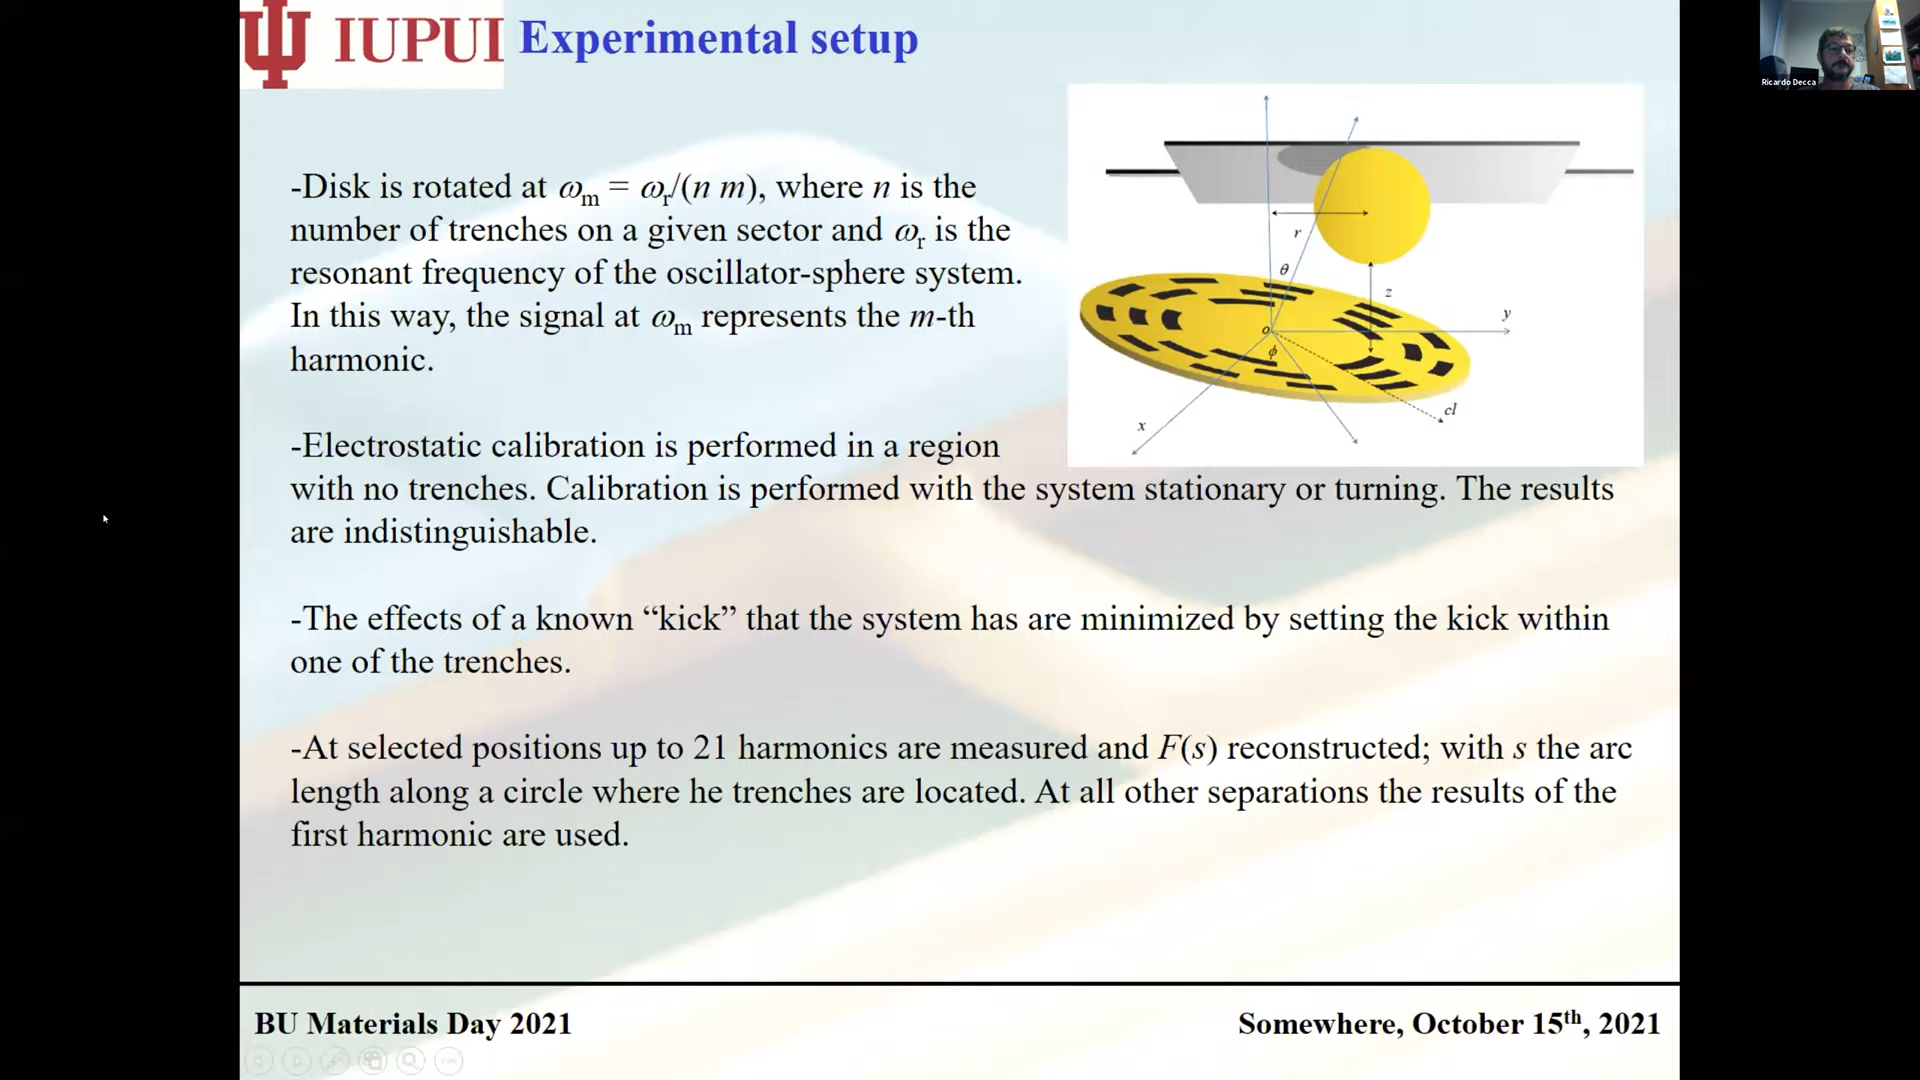 IUPUI Experimental setup
Ricardo Decca
-Disk is rotated at ωm = ωr/(n m), where n is the
number of trenches on a given sector and ωr is the
resonant frequency of the oscillator-sphere system.
In this way, the signal at ωm represents the m-th
harmonic.
r
θ
z
y
o
ϕ
cl
x
-Electrostatic calibration is performed in a region
with no trenches. Calibration is performed with the system stationary or turning. The results
are indistinguishable.
-The effects of a known “kick” that the system has are minimized by setting the kick within
one of the trenches.
-At selected positions up to 21 harmonics are measured and F(s) reconstructed; with s the arc
length along a circle where he trenches are located. At all other separations the results of the
first harmonic are used.
BU Materials Day 2021
Somewhere, October 15th, 2021